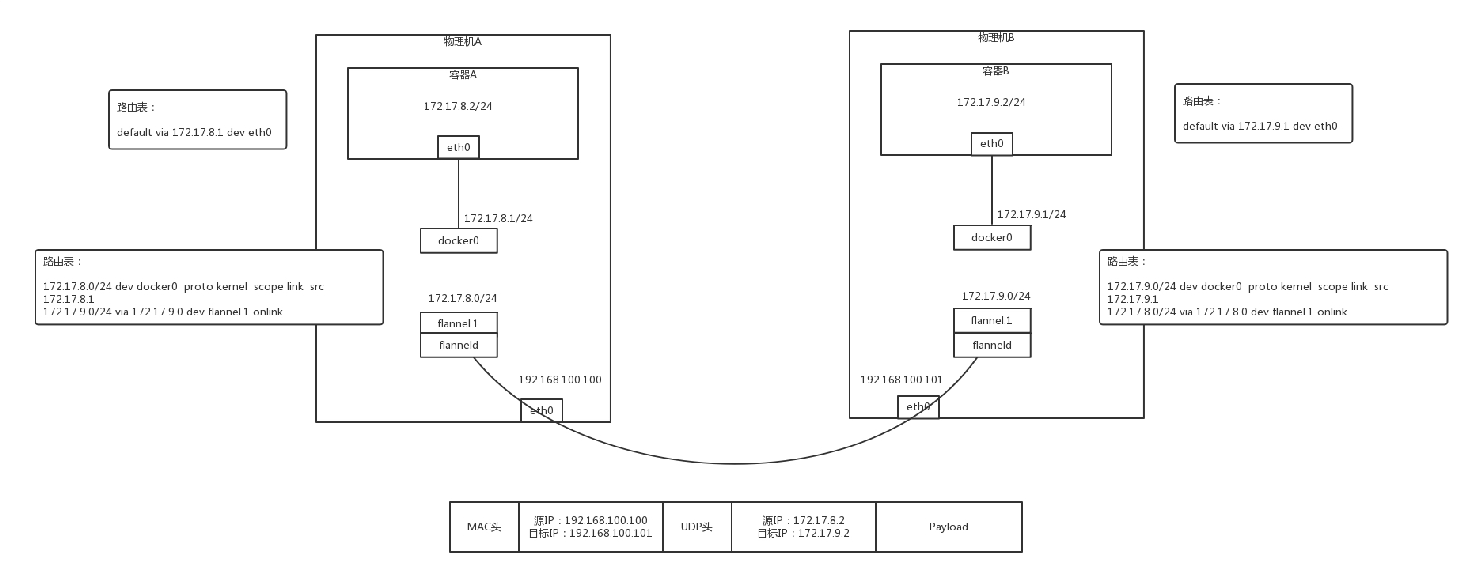 物理机A
容器A
172.17.8.2/24
eth0
路由表：
default via 172.17.8.1 dev eth0
172.17.8.1/24
docker0
路由表：
172.17.8.0/24 dev docker0 proto kernel scope link src
172.17.8.1
172.17.9.0/24 via 172.17.9.0 dev flannel.1 onlink
172.17.8.0/24
flannel.1
flanneld
192.168.100.100
eth0
物理机B
容器B
172.17.9.2/24
eth0
路由表：
default via 172.17.9.1 dev eth0
172.17.9.1/24
docker0
路由表：
172.17.9.0/24 dev docker0 proto kernel scope link src
172.17.9.1
172.17.8.0/24 via 172.17.8.0 dev flannel.1 onlink
172.17.9.0/24
flannel.1
flanneld
192.168.100.101
eth0
MAC头
源IP：192.168.100.100
目标IP：192.168.100.101
UDP头
源IP：172.17.8.2
目标IP：172.17.9.2
Payload